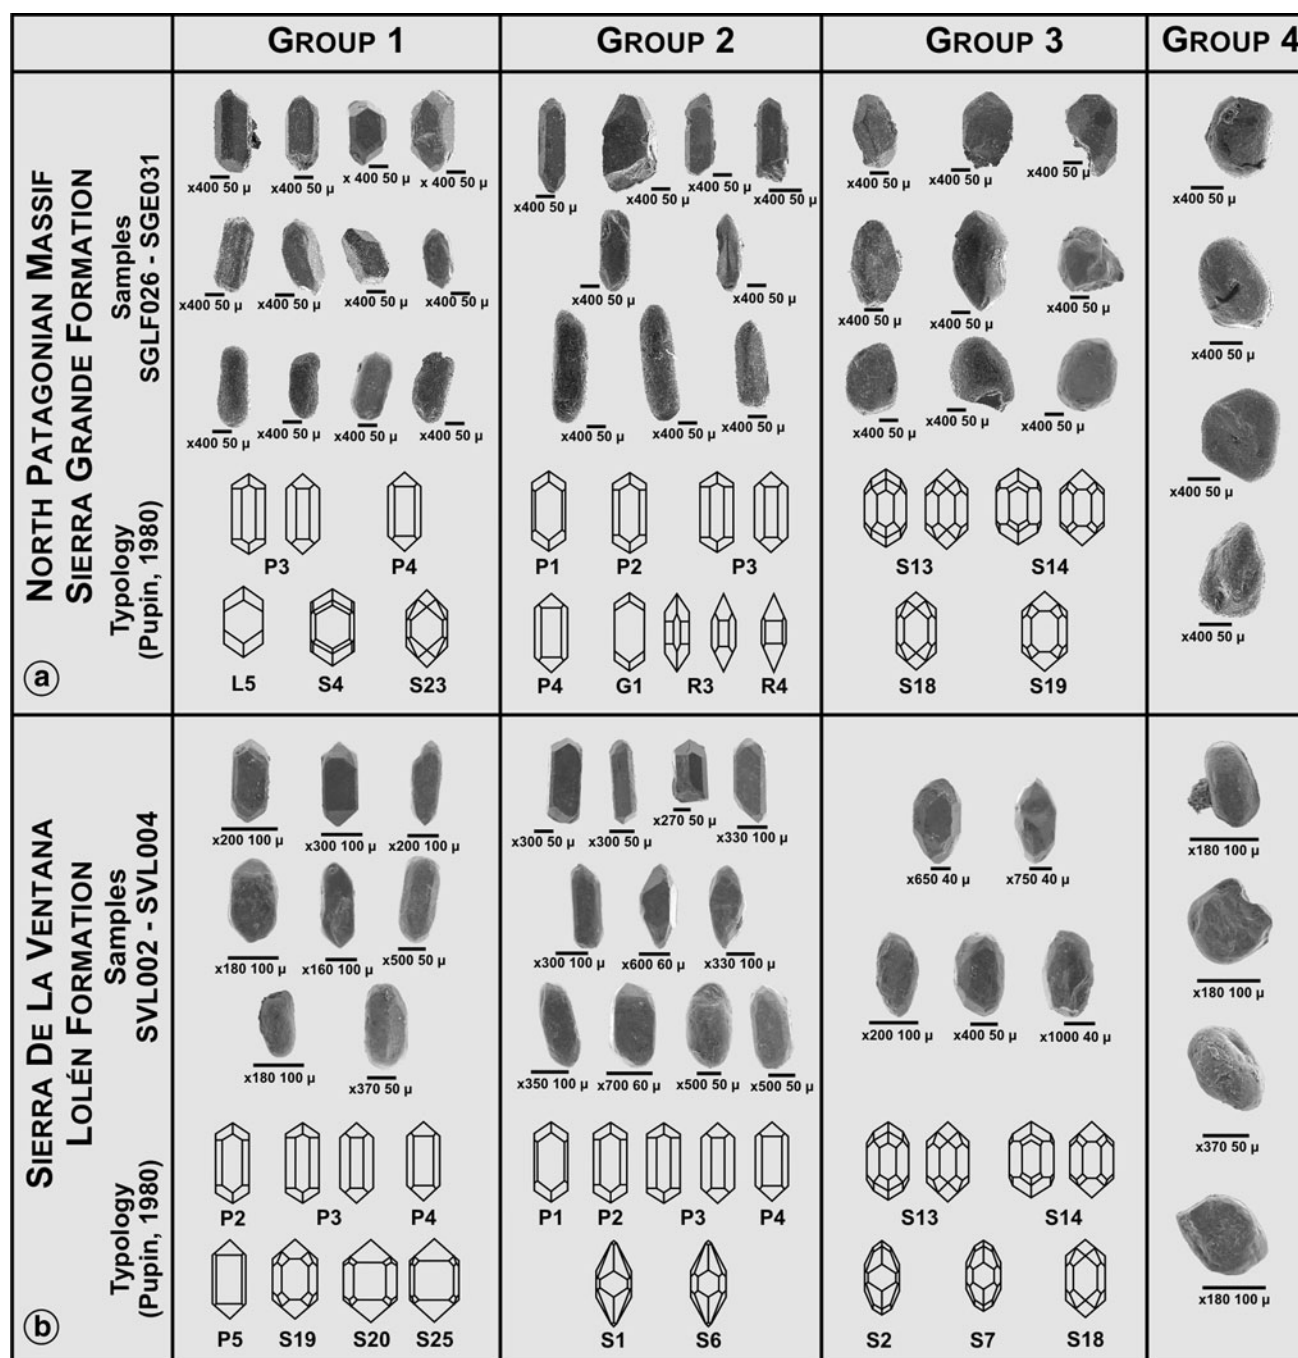 GROUP 1 GROUP 2 GROUP 3 GROUP 4
NORTH PATAGONIAN MASSIF
SIERRA GRANDE FORMATION
Samples
SGLF026 - SGE031
x400 50 µ x400 50 µ x 400 50 µ x 400 50 µ
x400 50 µ x400 50 µ x400 50 µ x400 50 µ
x400 50 µ x400 50 µ x400 50 µ x400 50 µ
x400 50 µ x400 50 µ x400 50 µ x400 50 µ
x400 50 µ x400 50 µ
x400 50 µ x400 50 µ x400 50 µ
x400 50 µ x400 50 µ x400 50 µ
x400 50 µ x400 50 µ x400 50 µ
x400 50 µ x400 50 µ x400 50 µ
x400 50 µ
x400 50 µ
x400 50 µ
x400 50 µ
Typology
(Pupin, 1980)
P3 P4
L5 S4 S23
P1 P2 P3
P4 G1 R3 R4
S13 S14
S18 S19
a
SIERRA DE LA VENTANA
LOLÉN FORMATION
Samples
SVL002 - SVL004
x200 100 µ x300 100 µ x200 100 µ
x180 100 µ x160 100 µ x500 50 µ
x180 100 µ x370 50 µ
x300 50 µ x300 50 µ x270 50 µ x330 100 µ
x300 100 µ x600 60 µ x330 100 µ
x350 100 µ x700 60 µ x500 50 µ x500 50 µ
x650 40 µ x750 40 µ
x200 100 µ x400 50 µ x1000 40 µ
x180 100 µ
x180 100 µ
x370 50 µ
x180 100 µ
Typology
(Pupin, 1980)
P2 P3 P4
P5 S19 S20 S25
P1 P2 P3 P4
S1 S6
S13 S14
S2 S7 S18
b